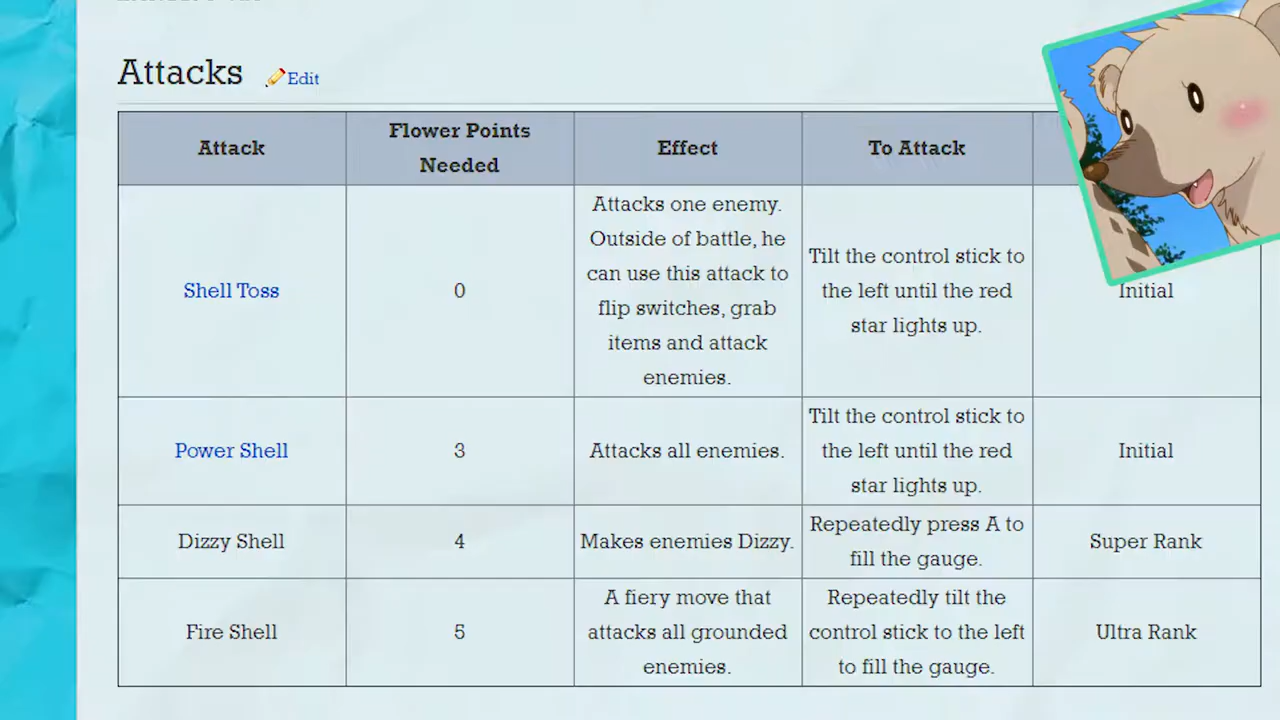 Attacks Edit
Attack
Flower Points
Needed
Effect
To Attack
Shell Toss
0
Attacks one enemy.
Outside of battle, he
can use this attack to
flip switches, grab
items and attack
enemies.
Tilt the control stick to
the left until the red
star lights up.
Initial
Power Shell
3
Attacks all enemies.
Tilt the control stick to
the left until the red
star lights up.
Initial
Dizzy Shell
4
Makes enemies Dizzy.
Repeatedly press A to
fill the gauge.
Super Rank
Fire Shell
5
A fiery move that
attacks all grounded
enemies.
Repeatedly tilt the
control stick to the left
to fill the gauge.
Ultra Rank